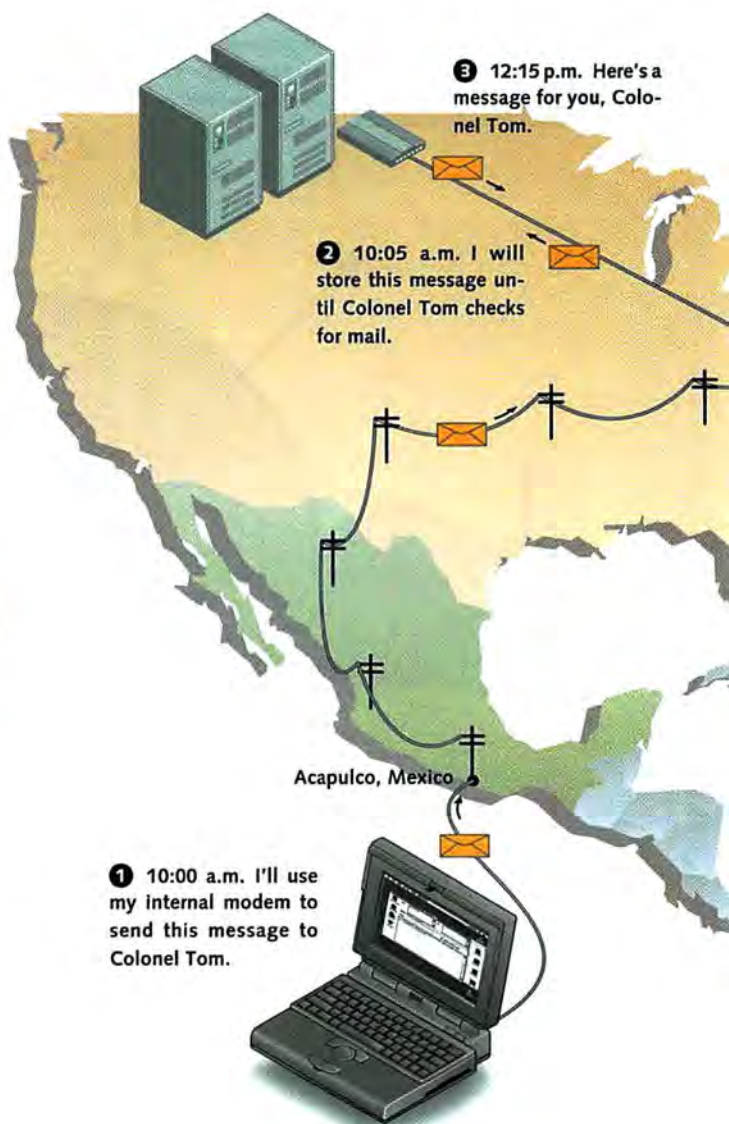 ❸ 12:15 p.m. Here's a
message for you, Colo-
nel Tom.
❷ 10:05 a.m. I will
store this message un-
til Colonel Tom checks
for mail.
Acapulco, Mexico
❶ 10:00 a.m. I'll use
my internal modem to
send this message to
Colonel Tom.